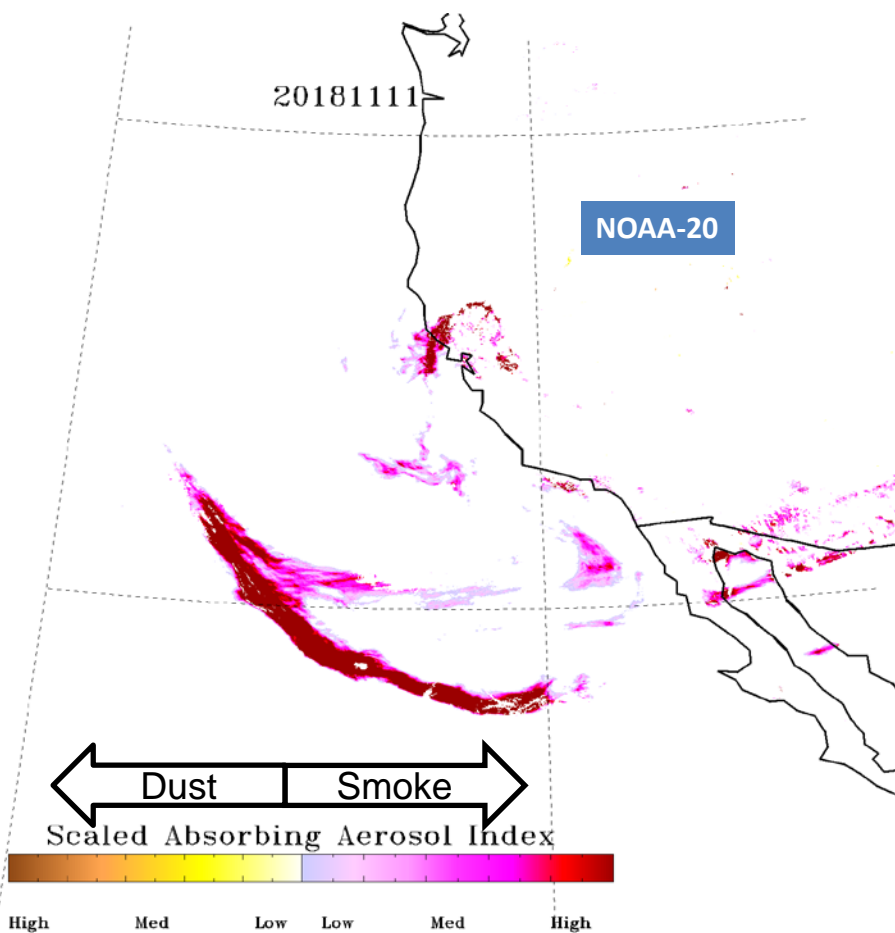 20181111
NOAA-20
Dust Smoke
Scaled Absorbing Aerosol Index
High Med Low Low Med High